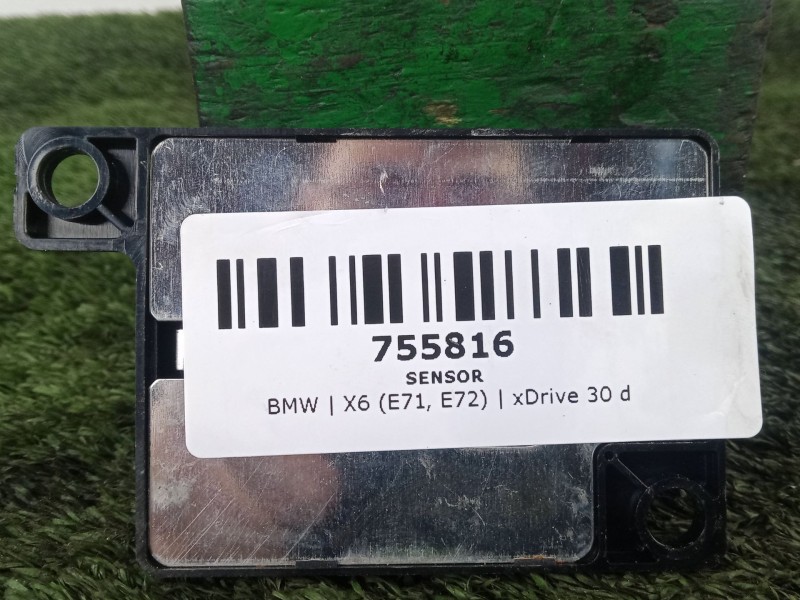 755816
SENSOR
BMW | X6 (E71, E72) | xDrive 30 d